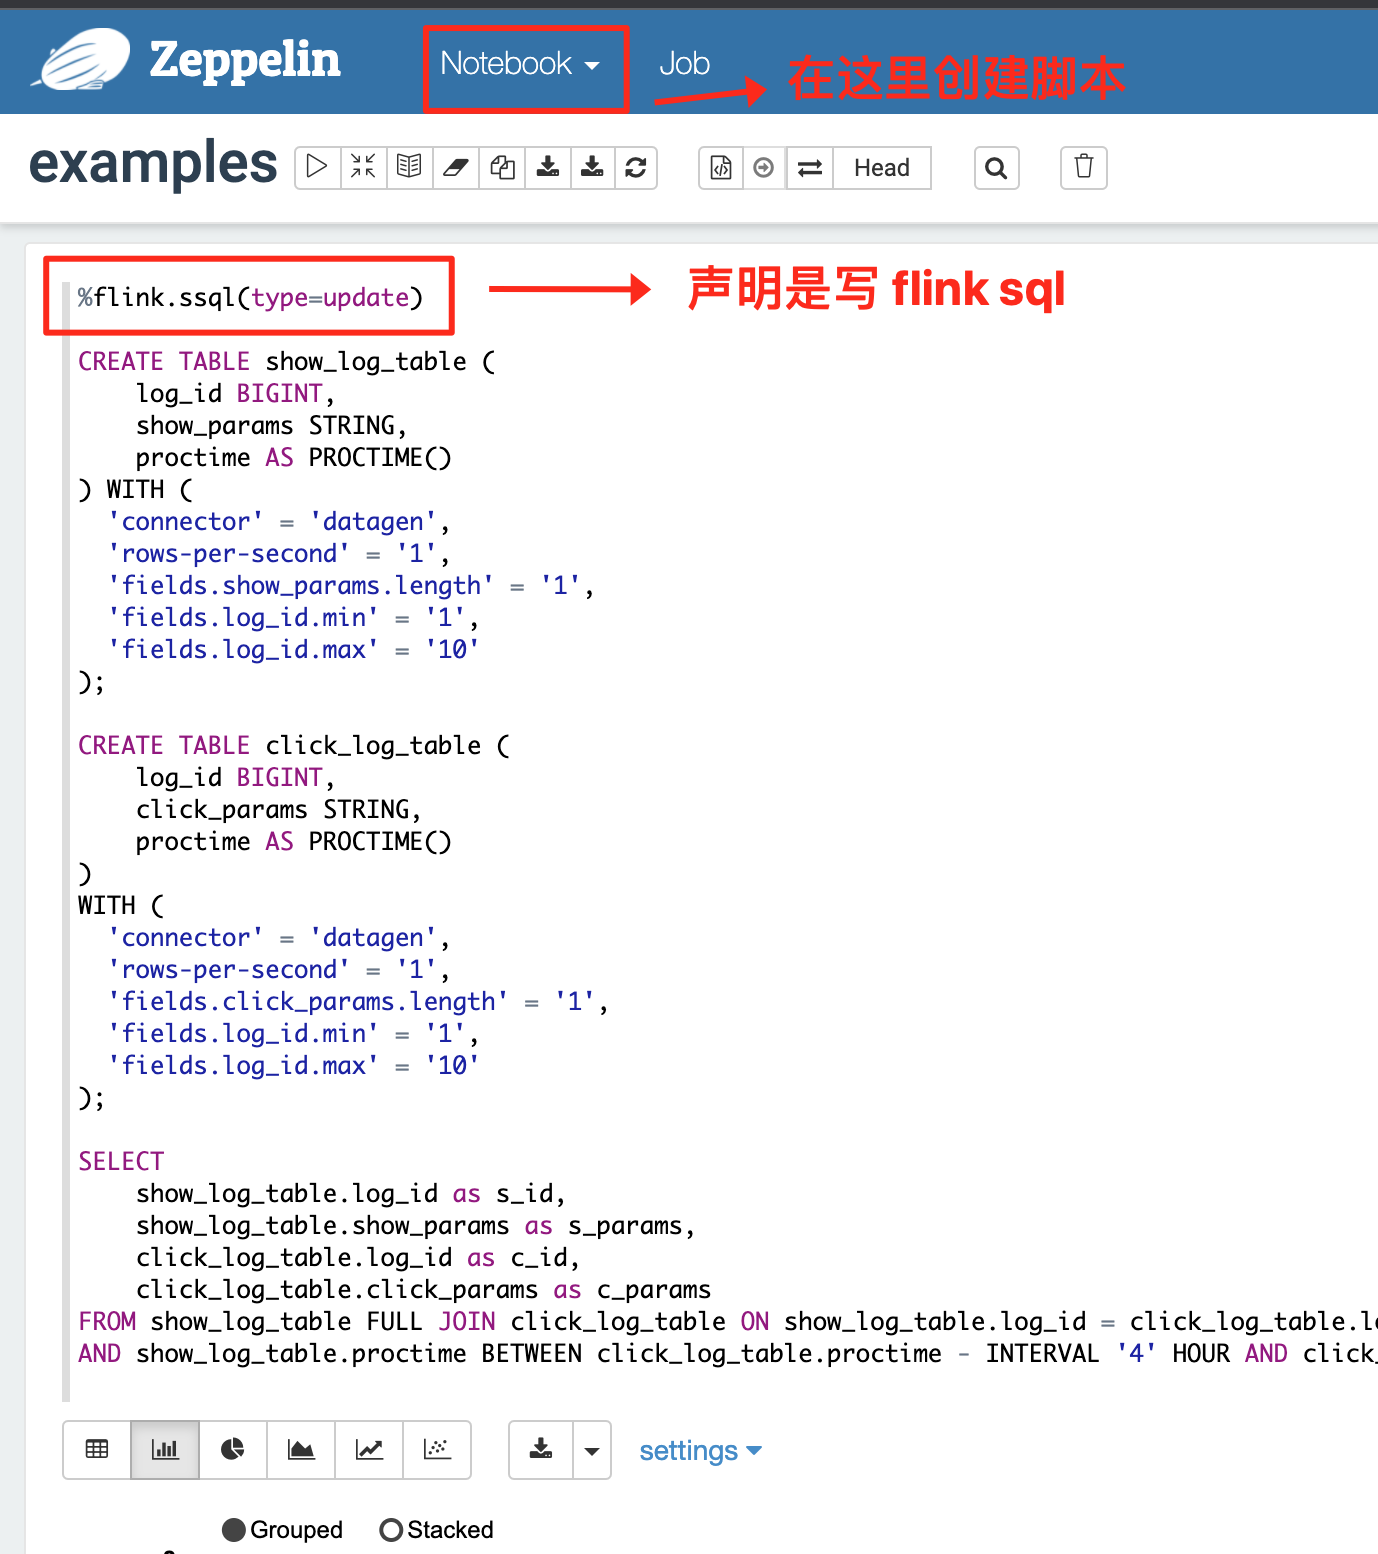 Zeppelin Notebook Job 在这里创建脚本
examples Head
%flink.ssql(type=update) 声明是写 flink sql
CREATE TABLE show_log_table (
    log_id BIGINT,
    show_params STRING,
    proctime AS PROCTIME()
) WITH (
  'connector' = 'datagen',
  'rows-per-second' = '1',
  'fields.show_params.length' = '1',
  'fields.log_id.min' = '1',
  'fields.log_id.max' = '10'
);
CREATE TABLE click_log_table (
    log_id BIGINT,
    click_params STRING,
    proctime AS PROCTIME()
)
WITH (
  'connector' = 'datagen',
  'rows-per-second' = '1',
  'fields.click_params.length' = '1',
  'fields.log_id.min' = '1',
  'fields.log_id.max' = '10'
);
SELECT
    show_log_table.log_id as s_id,
    show_log_table.show_params as s_params,
    click_log_table.log_id as c_id,
    click_log_table.click_params as c_params
FROM show_log_table FULL JOIN click_log_table ON show_log_table.log_id = click_log_table.l
AND show_log_table.proctime BETWEEN click_log_table.proctime - INTERVAL '4' HOUR AND click_
settings
Grouped Stacked